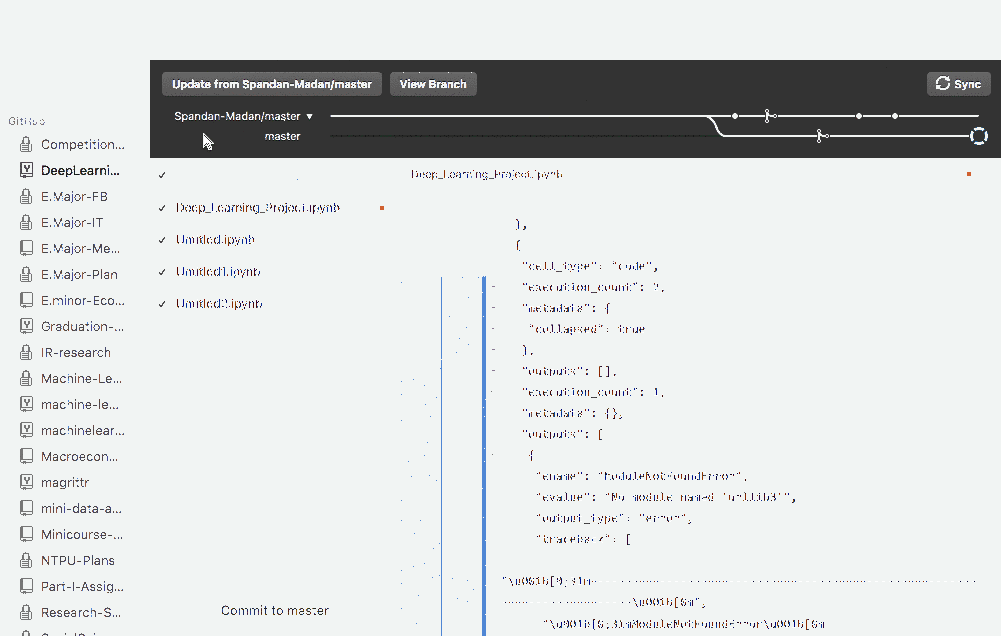 Update from Spandan-Madan/master
View Branch
Sync
Spandan-Madan/master
master
GitHub
Competition...
DeepLearni...
E.Major-FB
E.Major-IT
E.Major-Me...
E.Major-Plan
E.minor-Eco...
Graduation-...
IR-research
Machine-Le...
machine-le...
machinelear...
Macroecon...
magrittr
mini-data-a...
Minicourse-...
NTPU-Plans
Part-I-Assig...
Research-S...
Deep_Learning_Project.ipynb
Untitled.ipynb
Untitled1.ipynb
Untitled2.ipynb
Commit to master
Deep_Learning_Project.ipynb
},
{
"cell_type": "code",
"execution_count": 2,
"metadata": {
"collapsed": true
},
"outputs": [],
"execution_count": 1,
"metadata": {},
"outputs": [
{
"ename": "ModuleNotFoundError",
"evalue": "No module named 'urllib3'",
"output_type": "error",
"traceback": [
"\u001b[0;31m
\u001b[0m",
"\u001b[0;31mModuleNotFoundError\u001b[0m